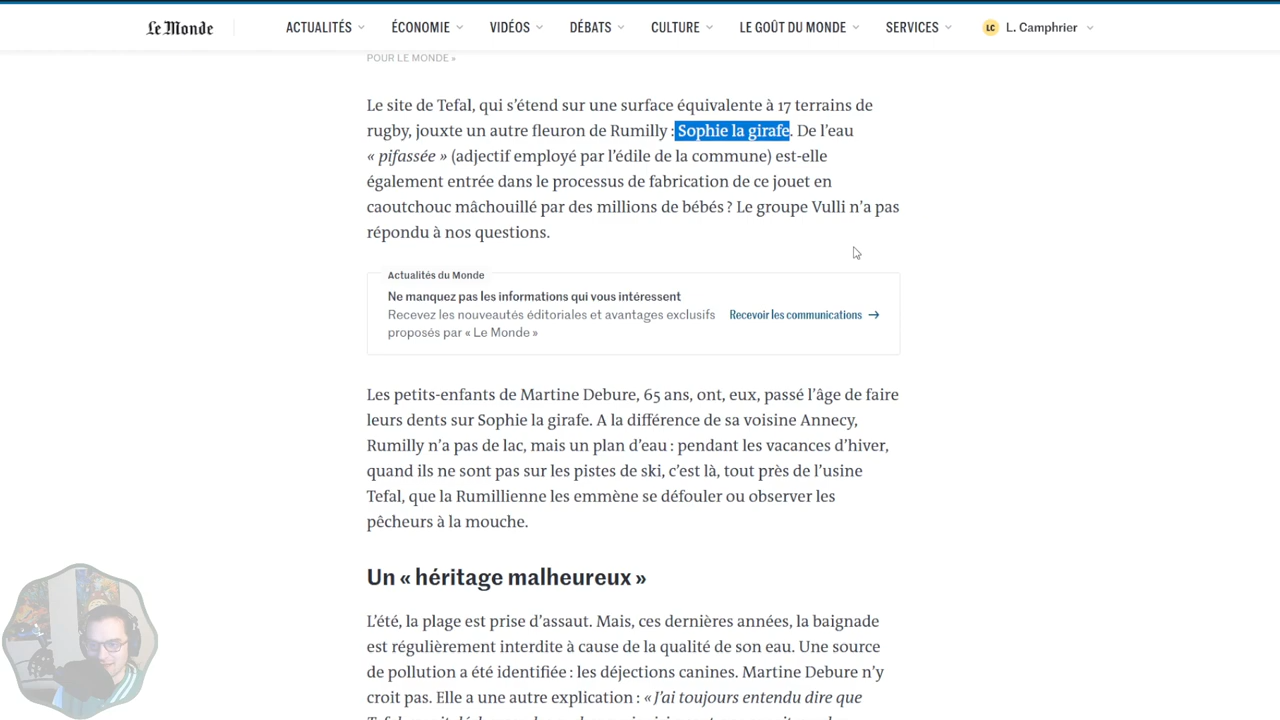 Le Monde ACTUALITÉS ÉCONOMIE VIDÉOS DÉBATS CULTURE LE GOÛT DU MONDE SERVICES LC L. Camphrier
POUR LE MONDE »
Le site de Tefal, qui s’étend sur une surface équivalente à 17 terrains de
rugby, jouxte un autre fleuron de Rumilly : Sophie la girafe. De l’eau
« pifassée » (adjectif employé par l’édile de la commune) est-elle
également entrée dans le processus de fabrication de ce jouet en
caoutchouc mâchouillé par des millions de bébés ? Le groupe Vulli n’a pas
répondu à nos questions.
Actualités du Monde
Ne manquez pas les informations qui vous intéressent
Recevez les nouveautés éditoriales et avantages exclusifs
proposés par « Le Monde »
Recevoir les communications →
Les petits-enfants de Martine Debure, 65 ans, ont, eux, passé l’âge de faire
leurs dents sur Sophie la girafe. A la différence de sa voisine Annecy,
Rumilly n’a pas de lac, mais un plan d’eau : pendant les vacances d’hiver,
quand ils ne sont pas sur les pistes de ski, c’est là, tout près de l’usine
Tefal, que la Rumillienne les emmène se défouler ou observer les
pêcheurs à la mouche.
Un « héritage malheureux »
L’été, la plage est prise d’assaut. Mais, ces dernières années, la baignade
est régulièrement interdite à cause de la qualité de son eau. Une source
de pollution a été identifiée : les déjections canines. Martine Debure n’y
croit pas. Elle a une autre explication : « J’ai toujours entendu dire que